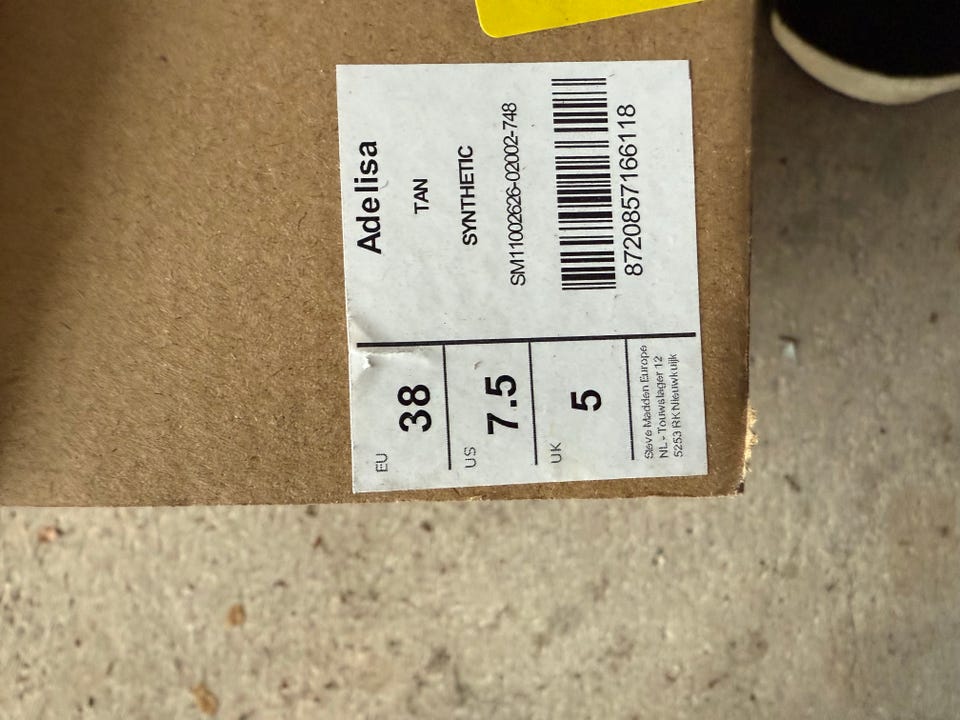 Adelisa
TAN
SYNTHETIC
SM11002626-02002-748
8720857166118
EU
38
US
7.5
UK
5
Steve Madden Europe
NL - Touwslager 12
5253 RK Nieuwkuijk